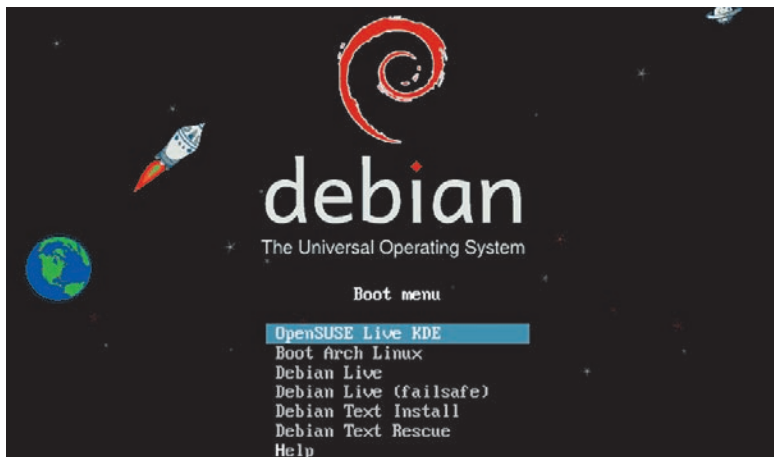 debian
The Universal Operating System
Boot menu
OpenSUSE Live KDE
Boot Arch Linux
Debian Live
Debian Live (failsafe)
Debian Text Install
Debian Text Rescue
Help